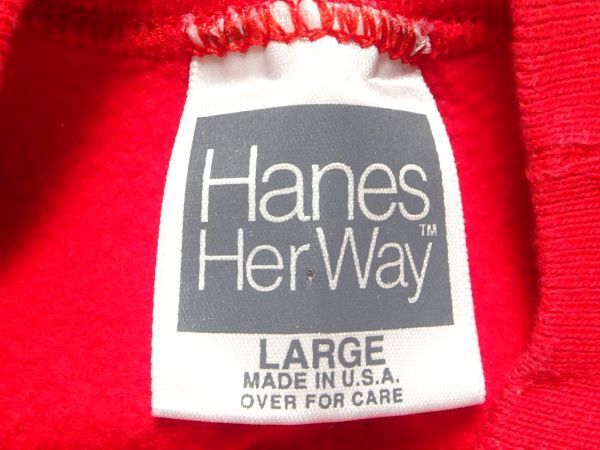 Hanes
Her Way™
LARGE
MADE IN U.S.A.
OVER FOR CARE